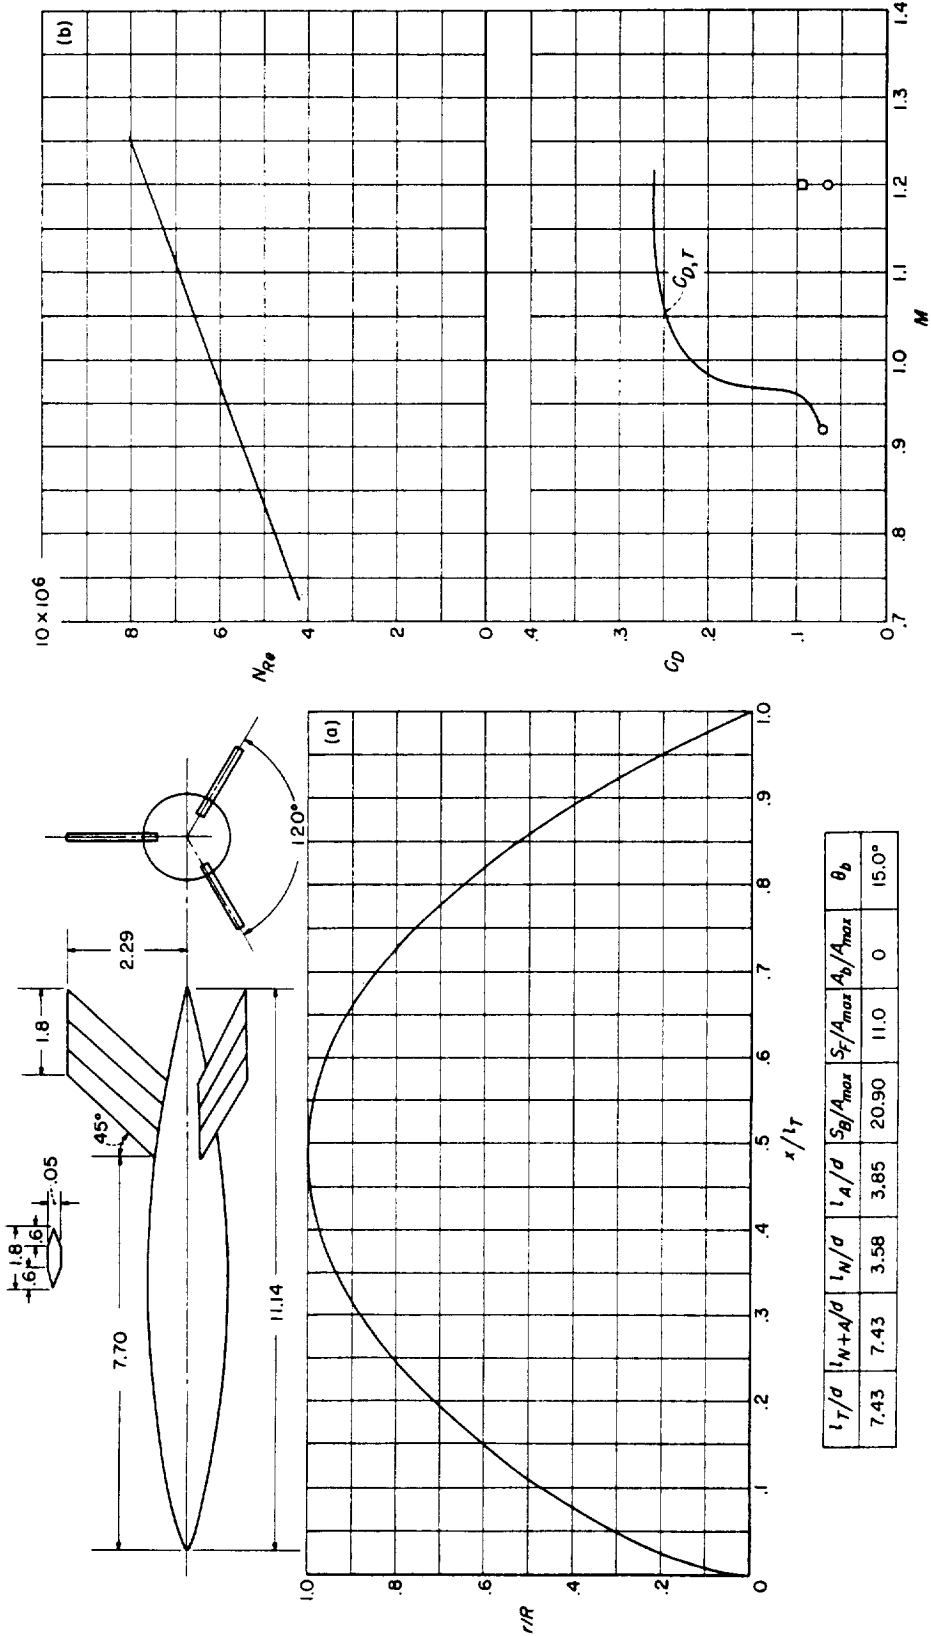 1.8
.6
.6
.05
45°
1.8
2.29
7.70
11.14
120°
(a)
r/R
1.0
.8
.6
.4
.2
0
.1
.2
.3
.4
.5
.6
.7
.8
.9
1.0
x/l_T
l_T/d l_N+A/d l_N/d l_A/d S_B/A_max S_F/A_max A_b/A_max θ_b
7.43 7.43 3.58 3.85 20.90 11.0 0 15.0°
(b)
10 × 10⁶
8
6
4
2
0
N_Re
C_D
.3
.2
.1
0
C_D,T
.7 .8 .9 1.0 1.1 1.2 1.3 1.4
M